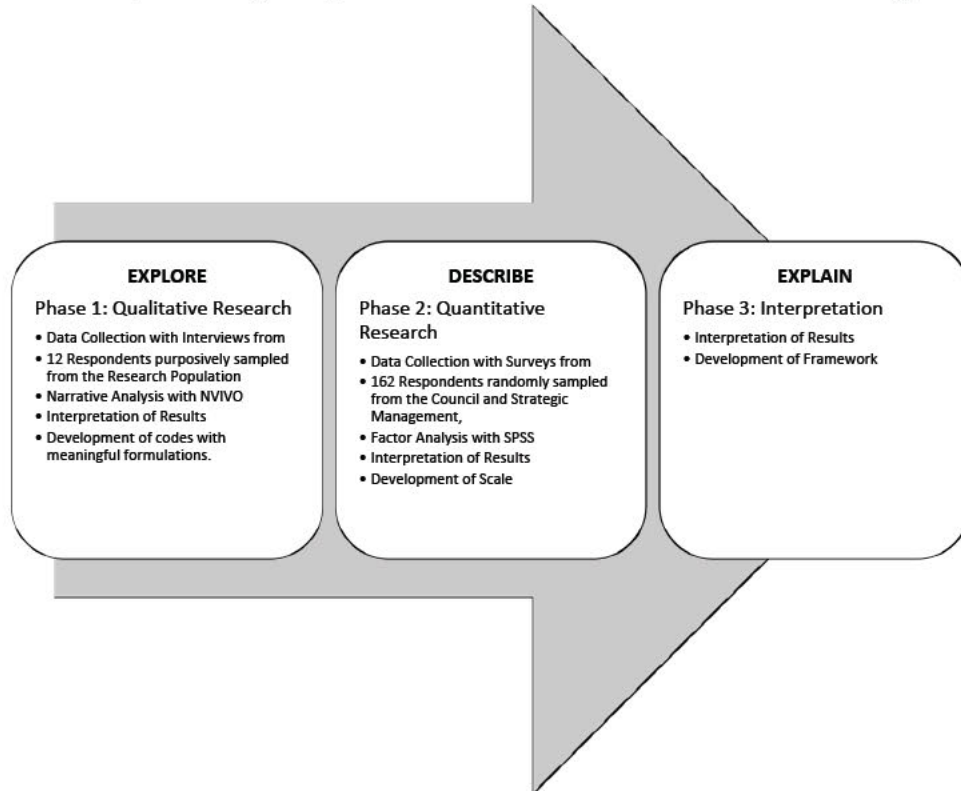 EXPLORE
Phase 1: Qualitative Research
• Data Collection with Interviews from
• 12 Respondents purposively sampled
from the Research Population
• Narrative Analysis with NVIVO
• Interpretation of Results
• Development of codes with
meaningful formulations.
DESCRIBE
Phase 2: Quantitative
Research
• Data Collection with Surveys from
• 162 Respondents randomly sampled
from the Council and Strategic
Management,
• Factor Analysis with SPSS
• Interpretation of Results
• Development of Scale
EXPLAIN
Phase 3: Interpretation
• Interpretation of Results
• Development of Framework